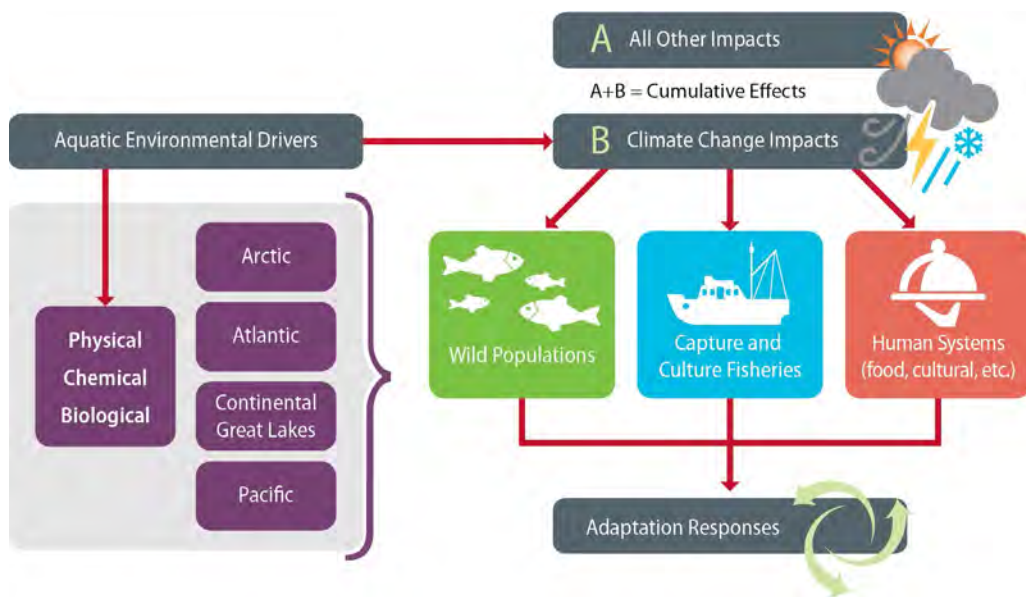 A All Other Impacts
A+B = Cumulative Effects
Aquatic Environmental Drivers
B Climate Change Impacts
Physical
Chemical
Biological
Arctic
Atlantic
Continental
Great Lakes
Pacific
Wild Populations
Capture and
Culture Fisheries
Human Systems
(food, cultural, etc.)
Adaptation Responses